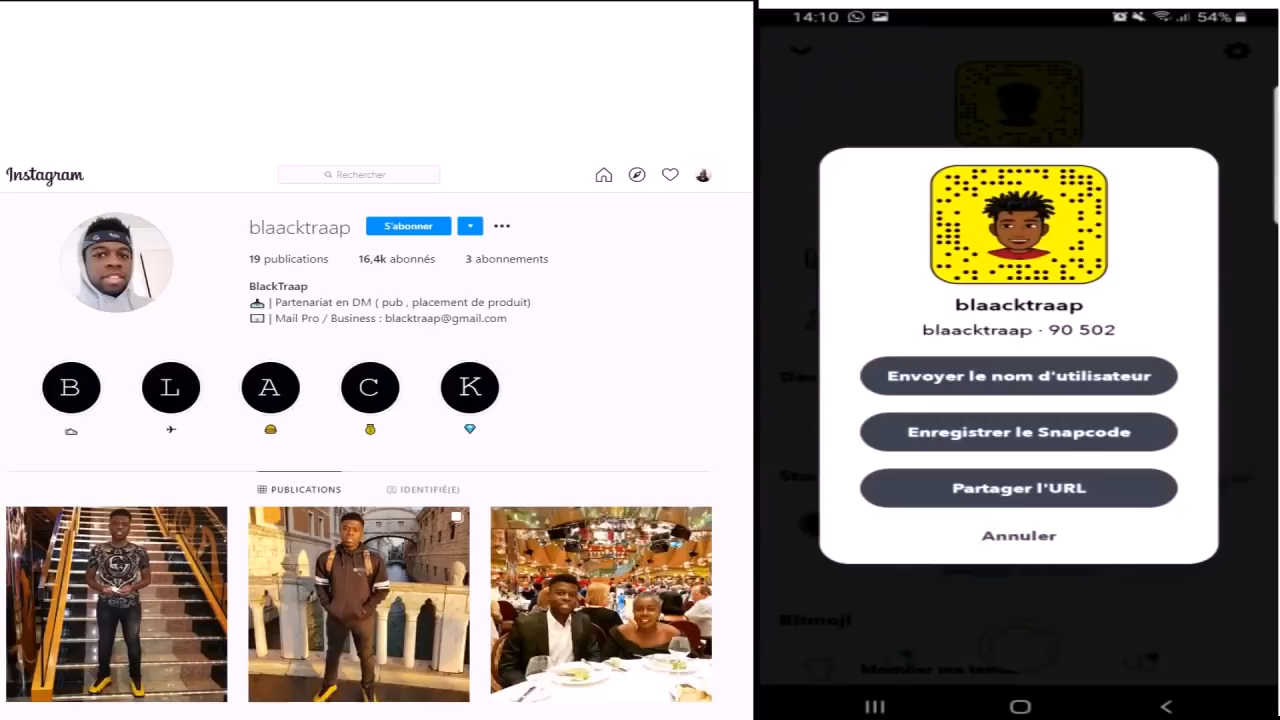 Instagram
Rechercher
blaacktraap
S'abonner
19 publications 16,4k abonnés 3 abonnements
BlackTraap
| Partenariat en DM ( pub , placement de produit)
| Mail Pro / Business : blacktraap@gmail.com
B L A C K
PUBLICATIONS IDENTIFIÉ(E)
14:10 54%
blaacktraap
blaacktraap · 90 502
Envoyer le nom d'utilisateur
Enregistrer le Snapcode
Partager l'URL
Annuler
Bitmoji